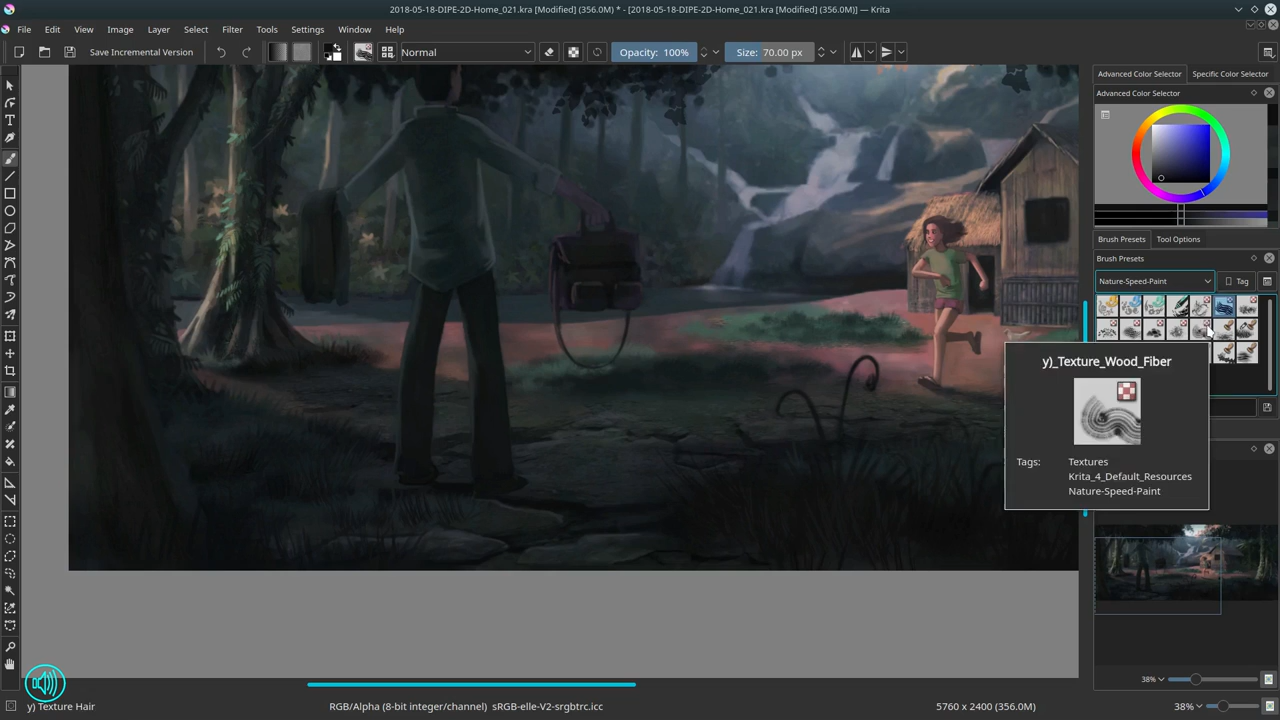 2018-05-18-DIPE-2D-Home_021.kra [Modified] (356.0M) * - [2018-05-18-DIPE-2D-Home_021.kra [Modified] (356.0M)] — Krita
File Edit View Image Layer Select Filter Tools Settings Window Help
Save Incremental Version Normal Opacity: 100% Size: 70.00 px
Advanced Color Selector Specific Color Selector
Advanced Color Selector
Brush Presets Tool Options
Brush Presets
Nature-Speed-Paint Tag
y)_Texture_Wood_Fiber
Tags: Textures
Krita_4_Default_Resources
Nature-Speed-Paint
38%
y) Texture Hair RGB/Alpha (8-bit integer/channel) sRGB-elle-V2-srgbtrc.icc 5760 x 2400 (356.0M) 38%